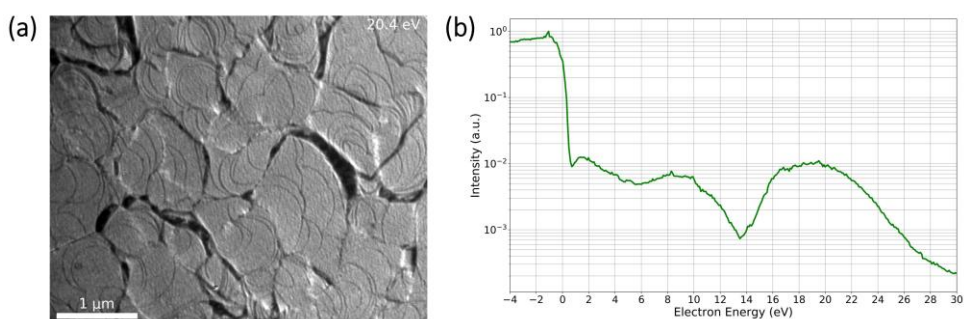 (a)
20.4 eV
1 µm
(b)
Intensity (a.u.)
10⁰
10⁻¹
10⁻²
10⁻³
−4 −2 0 2 4 6 8 10 12 14 16 18 20 22 24 26 28 30
Electron Energy (eV)